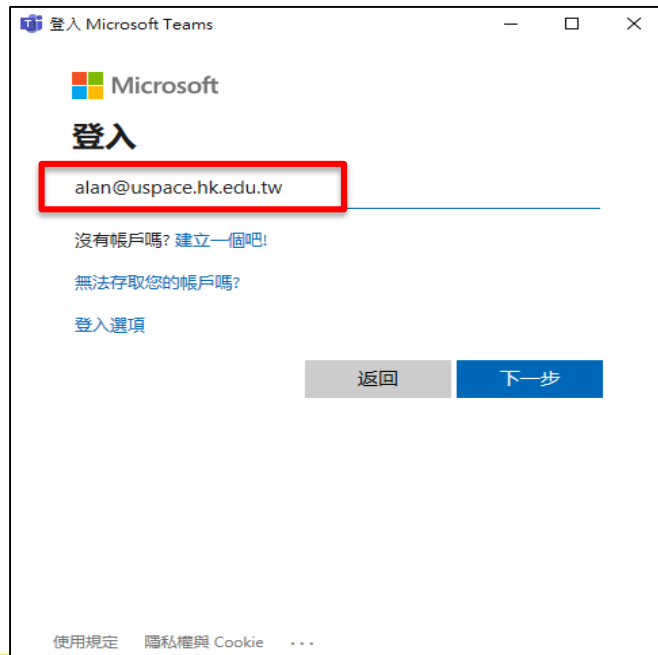 登入 Microsoft Teams
Microsoft
登入
alan@uspace.hk.edu.tw
沒有帳戶嗎? 建立一個吧!
無法存取您的帳戶嗎?
登入選項
返回 下一步
使用規定 隱私權與 Cookie ...